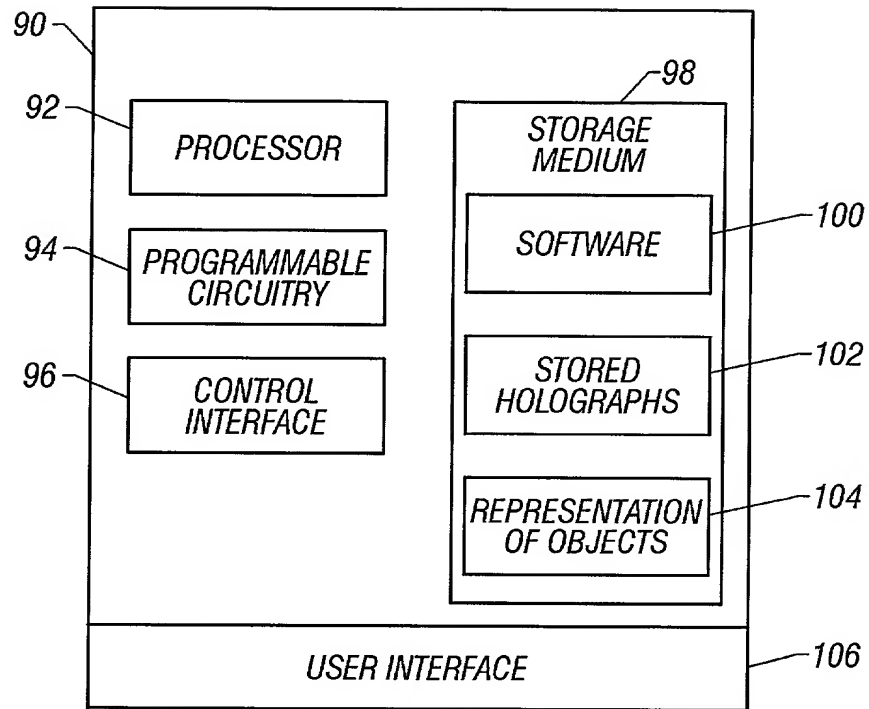 90
98
92
PROCESSOR
STORAGE
MEDIUM
100
SOFTWARE
94
PROGRAMMABLE
CIRCUITRY
102
STORED
HOLOGRAPHS
96
CONTROL
INTERFACE
104
REPRESENTATION
OF OBJECTS
USER INTERFACE
106